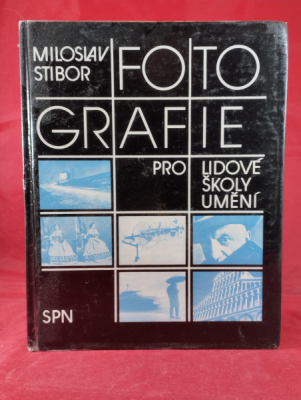 MILOSLAV
STIBOR
FOTO
GRAFIE
PRO LIDOVÉ
ŠKOLY
UMĚNÍ
SPN